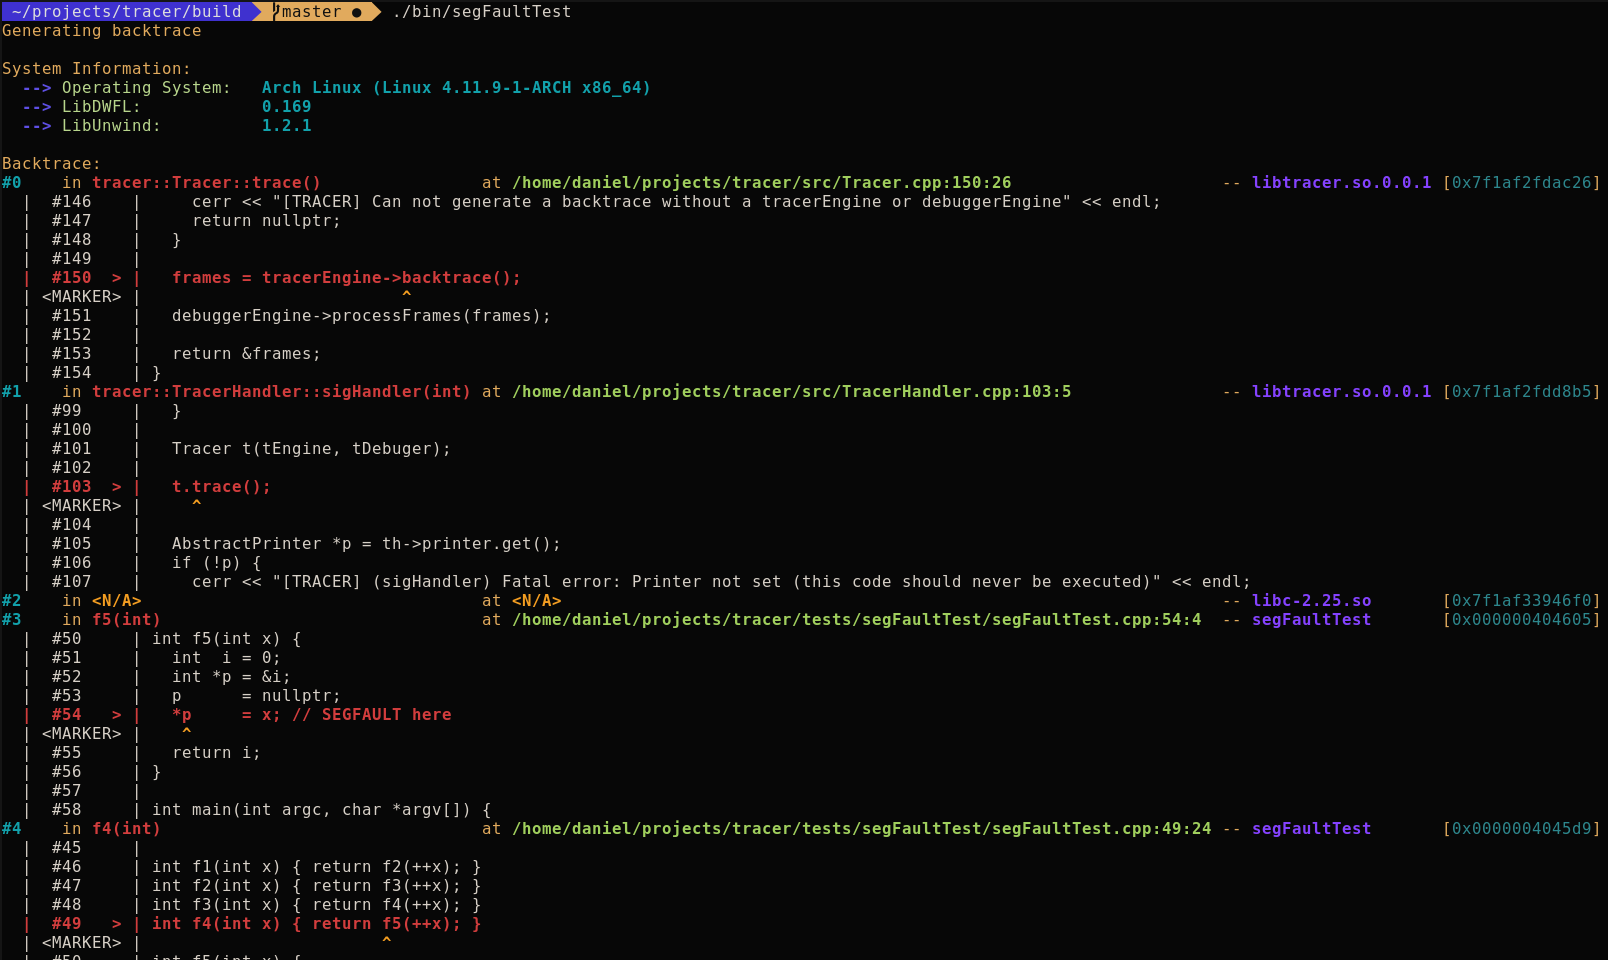 ~/projects/tracer/build master ● ./bin/segFaultTest
Generating backtrace
System Information:
  --> Operating System:   Arch Linux (Linux 4.11.9-1-ARCH x86_64)
  --> LibDWFL:            0.169
  --> LibUnwind:          1.2.1
Backtrace:
#0    in tracer::Tracer::trace()                at /home/daniel/projects/tracer/src/Tracer.cpp:150:26                     -- libtracer.so.0.0.1 [0x7f1af2fdac26]
  |  #146    |     cerr << "[TRACER] Can not generate a backtrace without a tracerEngine or debuggerEngine" << endl;
  |  #147    |     return nullptr;
  |  #148    |   }
  |  #149    |
  |  #150  > |   frames = tracerEngine->backtrace();
  | <MARKER> |                          ^
  |  #151    |   debuggerEngine->processFrames(frames);
  |  #152    |
  |  #153    |   return &frames;
  |  #154    | }
#1    in tracer::TracerHandler::sigHandler(int) at /home/daniel/projects/tracer/src/TracerHandler.cpp:103:5               -- libtracer.so.0.0.1 [0x7f1af2fdd8b5]
  |  #99     |   }
  |  #100    |
  |  #101    |   Tracer t(tEngine, tDebuger);
  |  #102    |
  |  #103  > |   t.trace();
  | <MARKER> |     ^
  |  #104    |
  |  #105    |   AbstractPrinter *p = th->printer.get();
  |  #106    |   if (!p) {
  |  #107    |     cerr << "[TRACER] (sigHandler) Fatal error: Printer not set (this code should never be executed)" << endl;
#2    in <N/A>                                  at <N/A>                                                                  -- libc-2.25.so       [0x7f1af33946f0]
#3    in f5(int)                                at /home/daniel/projects/tracer/tests/segFaultTest/segFaultTest.cpp:54:4  -- segFaultTest       [0x000000404605]
  |  #50     | int f5(int x) {
  |  #51     |   int  i = 0;
  |  #52     |   int *p = &i;
  |  #53     |   p      = nullptr;
  |  #54   > |   *p     = x; // SEGFAULT here
  | <MARKER> |    ^
  |  #55     |   return i;
  |  #56     | }
  |  #57     |
  |  #58     | int main(int argc, char *argv[]) {
#4    in f4(int)                                at /home/daniel/projects/tracer/tests/segFaultTest/segFaultTest.cpp:49:24 -- segFaultTest       [0x0000004045d9]
  |  #45     |
  |  #46     | int f1(int x) { return f2(++x); }
  |  #47     | int f2(int x) { return f3(++x); }
  |  #48     | int f3(int x) { return f4(++x); }
  |  #49   > | int f4(int x) { return f5(++x); }
  | <MARKER> |                        ^
  |  #50     | int f5(int x) {